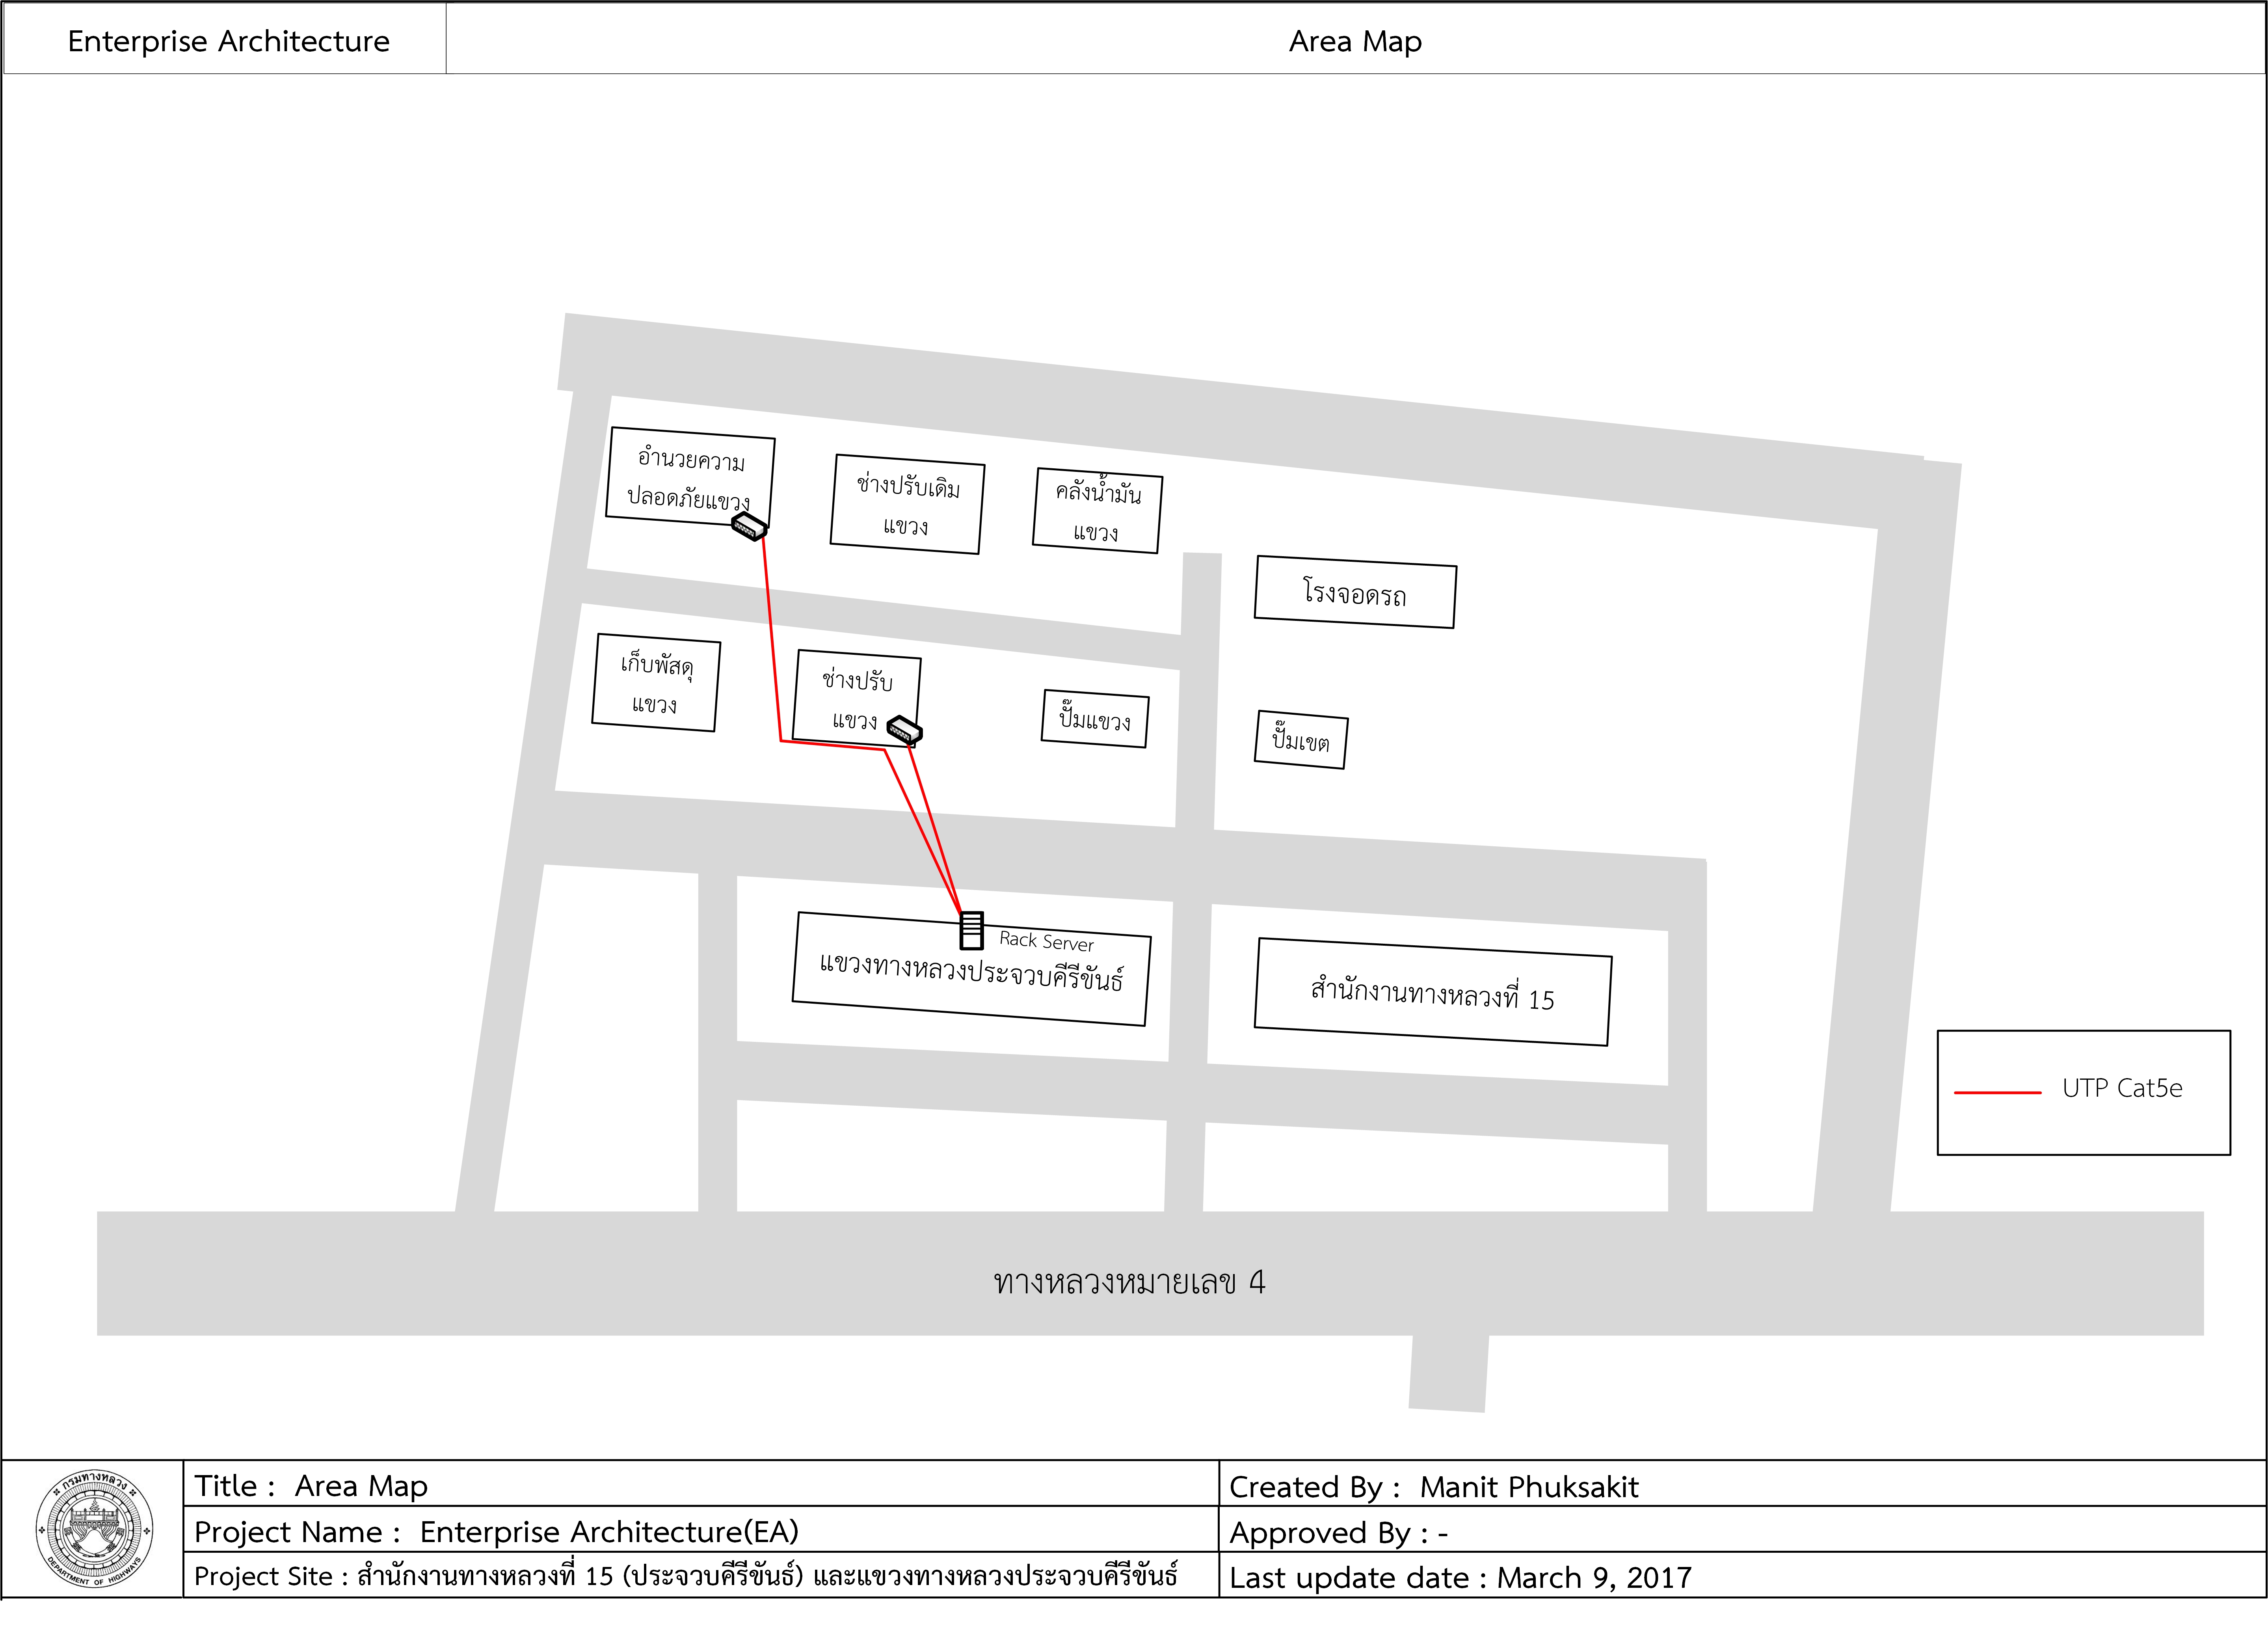 Enterprise Architecture
Area Map
อำนวยความ
ปลอดภัยแขวง
ช่างปรับเดิม
แขวง
คลังน้ำมัน
แขวง
โรงจอดรถ
เก็บพัสดุ
แขวง
ช่างปรับ
แขวง
ปั๊มแขวง
ปั๊มเขต
Rack Server
แขวงทางหลวงประจวบคีรีขันธ์
สำนักงานทางหลวงที่ 15
UTP Cat5e
ทางหลวงหมายเลข 4
กรมทางหลวง
DEPARTMENT OF HIGHWAYS
Title : Area Map
Created By : Manit Phuksakit
Project Name : Enterprise Architecture(EA)
Approved By : -
Project Site : สำนักงานทางหลวงที่ 15 (ประจวบคีรีขันธ์) และแขวงทางหลวงประจวบคีรีขันธ์
Last update date : March 9, 2017